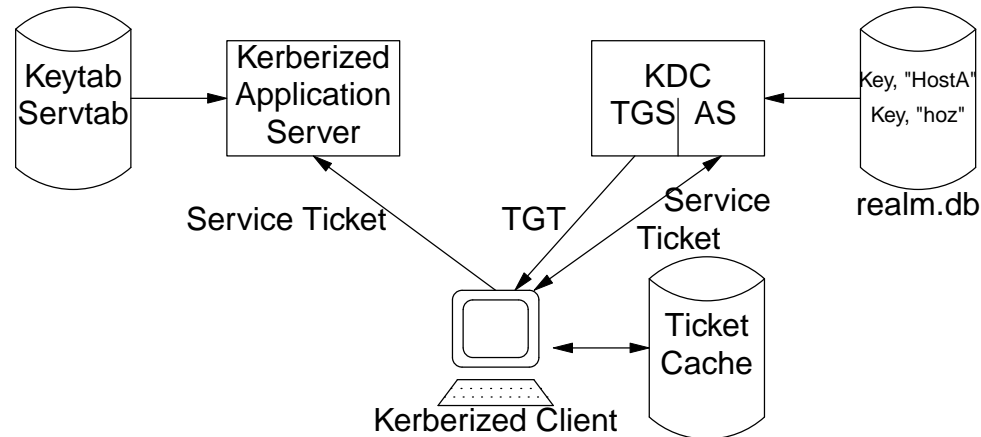 Keytab
Servtab
Kerberized
Application
Server
KDC
TGS AS
Key, "HostA"
Key, "hoz"
realm.db
Service Ticket
TGT
Service
Ticket
Ticket
Cache
Kerberized Client